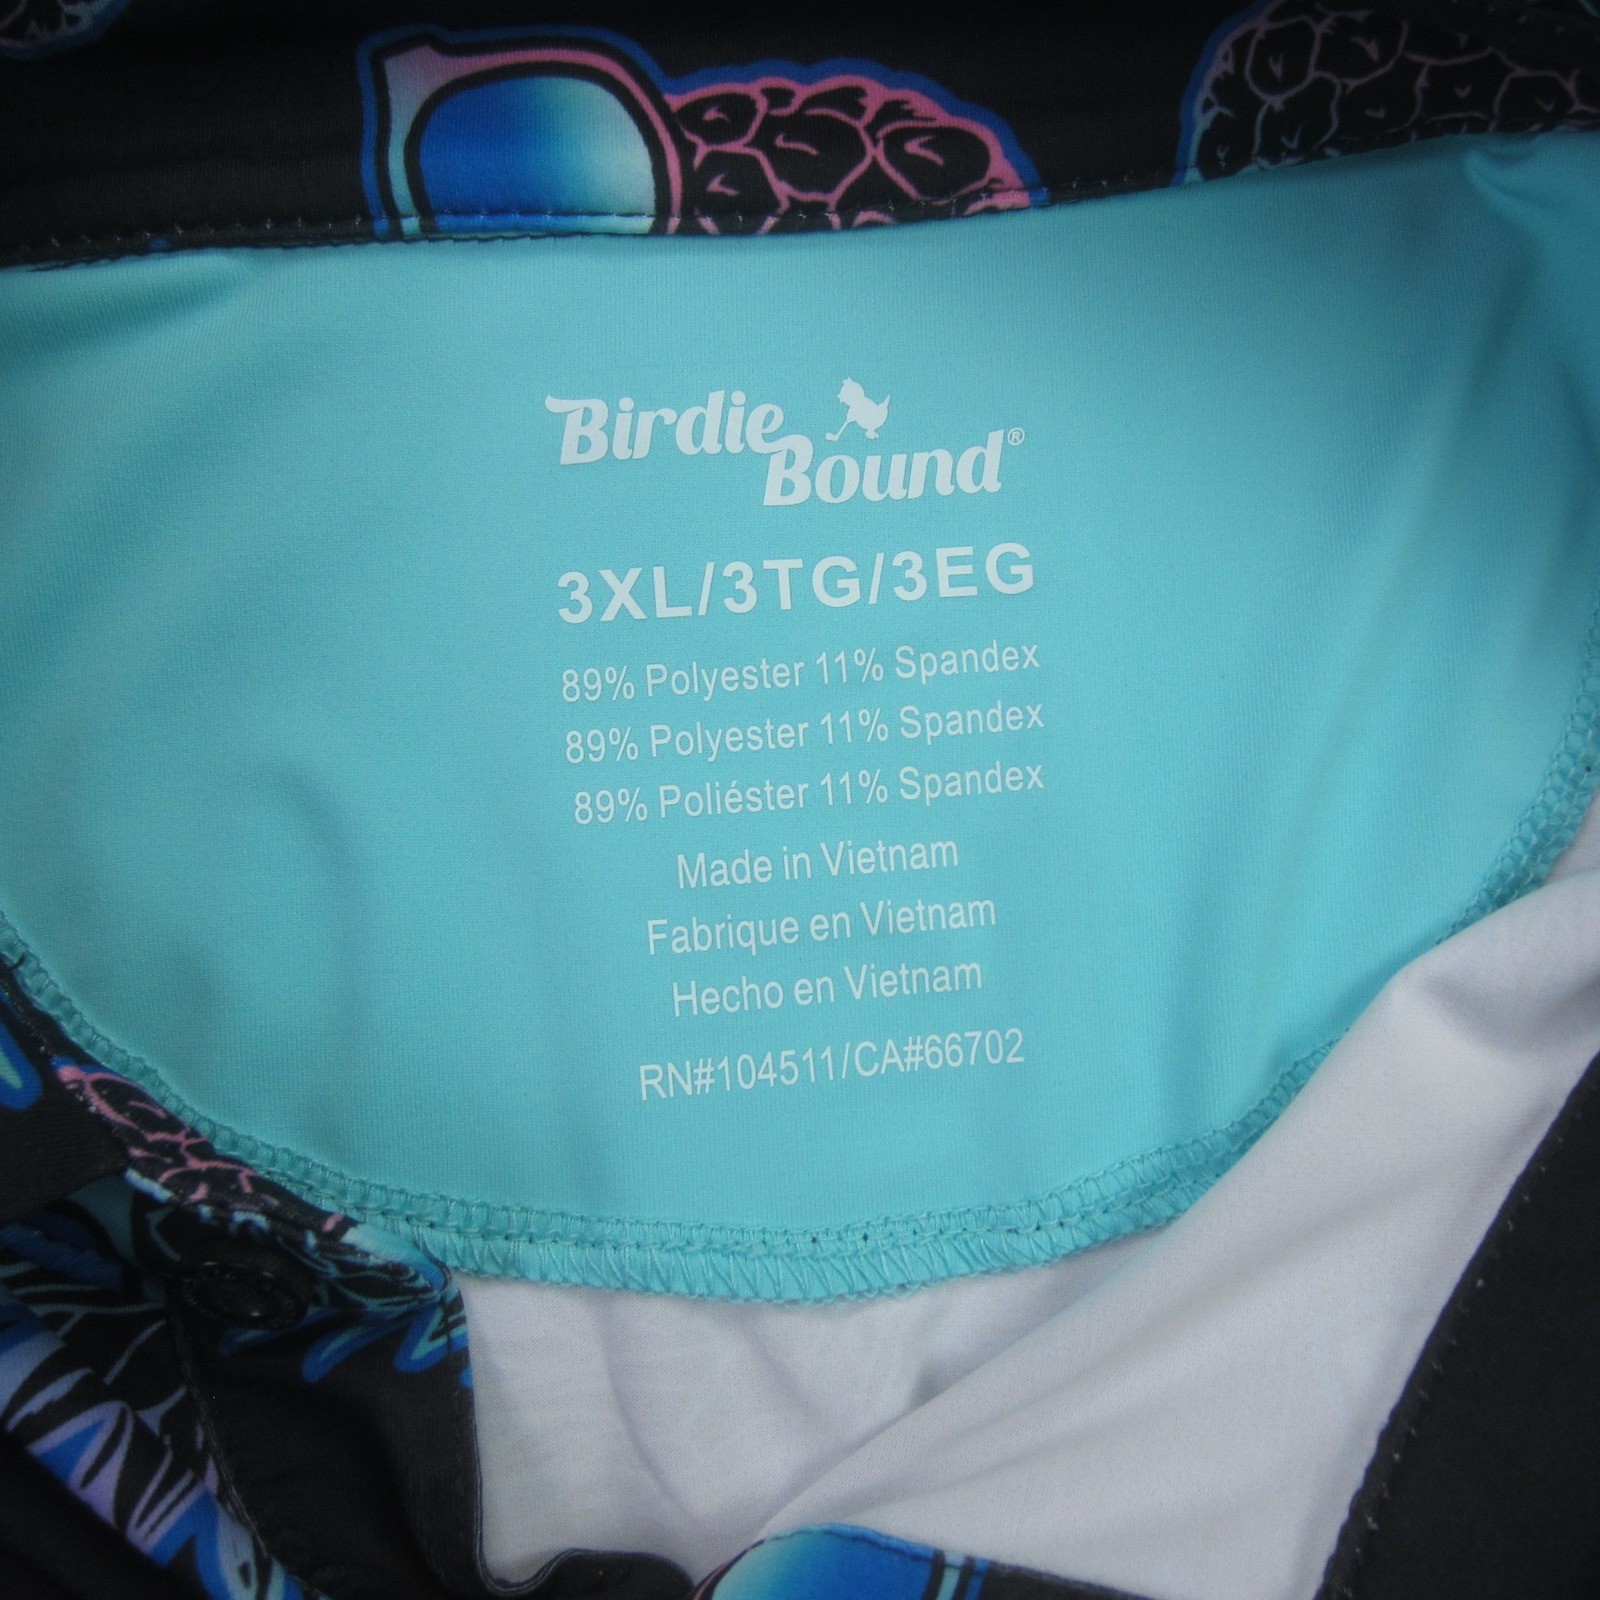 Birdie
Bound®
3XL/3TG/3EG
89% Polyester 11% Spandex
89% Polyester 11% Spandex
89% Poliéster 11% Spandex
Made in Vietnam
Fabrique en Vietnam
Hecho en Vietnam
RN#104511/CA#66702